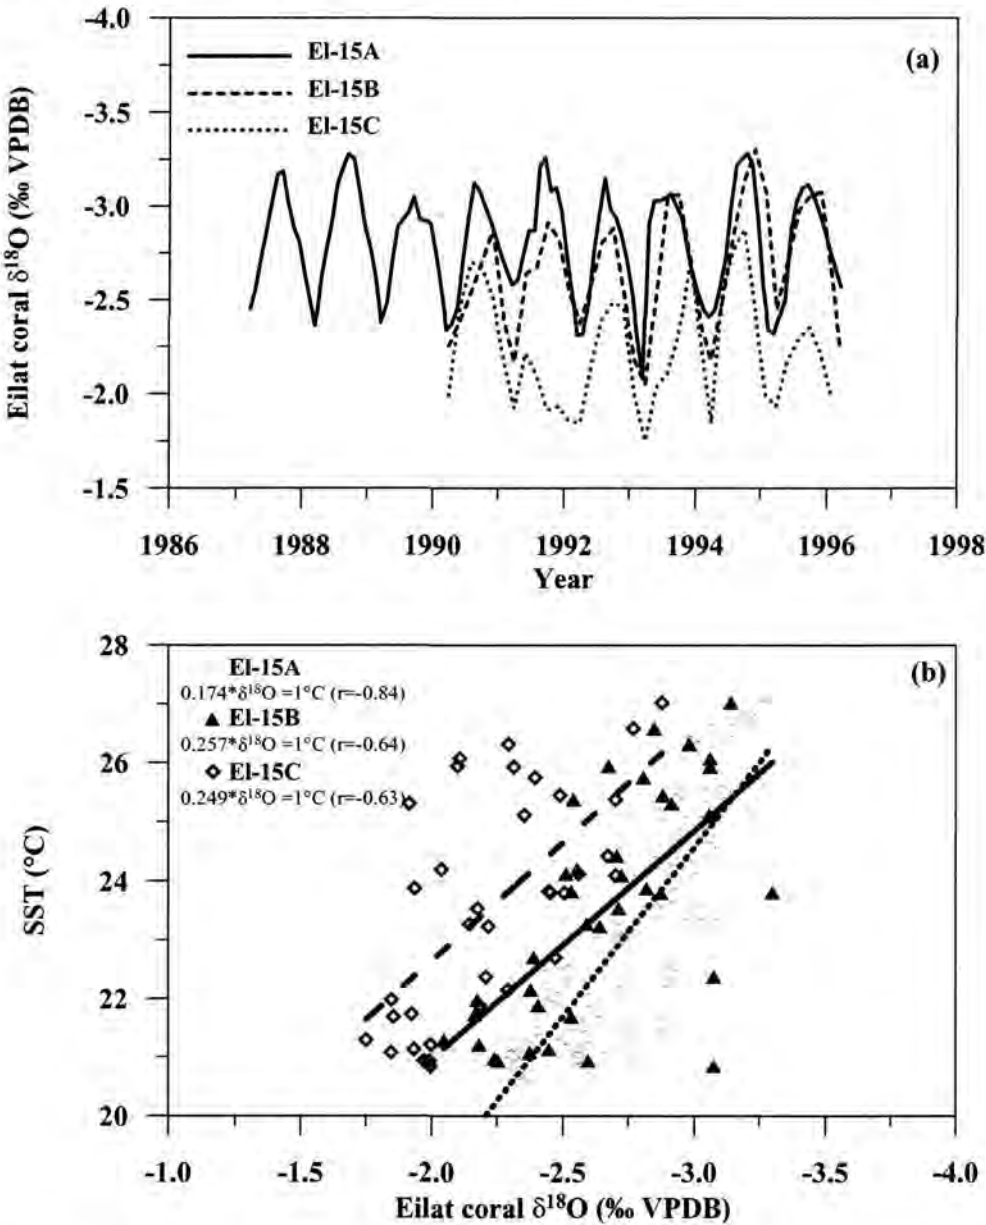 -4.0
-3.5
-3.0
-2.5
-2.0
-1.5
Eilat coral δ¹⁸O (‰ VPDB)
El-15A
El-15B
El-15C
(a)
1986 1988 1990 1992 1994 1996 1998
Year
28
26
24
22
20
SST (°C)
El-15A
0.174*δ¹⁸O =1°C (r=-0.84)
El-15B
0.257*δ¹⁸O =1°C (r=-0.64)
El-15C
0.249*δ¹⁸O =1°C (r=-0.63)
(b)
-1.0 -1.5 -2.0 -2.5 -3.0 -3.5 -4.0
Eilat coral δ¹⁸O (‰ VPDB)